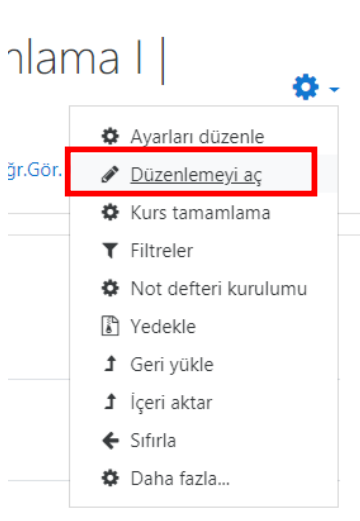 nlama I |
Ayarları düzenle
ğr.Gör.
Düzenlemeyi aç
Kurs tamamlama
Filtreler
Not defteri kurulumu
Yedekle
Geri yükle
İçeri aktar
Sıfırla
Daha fazla...